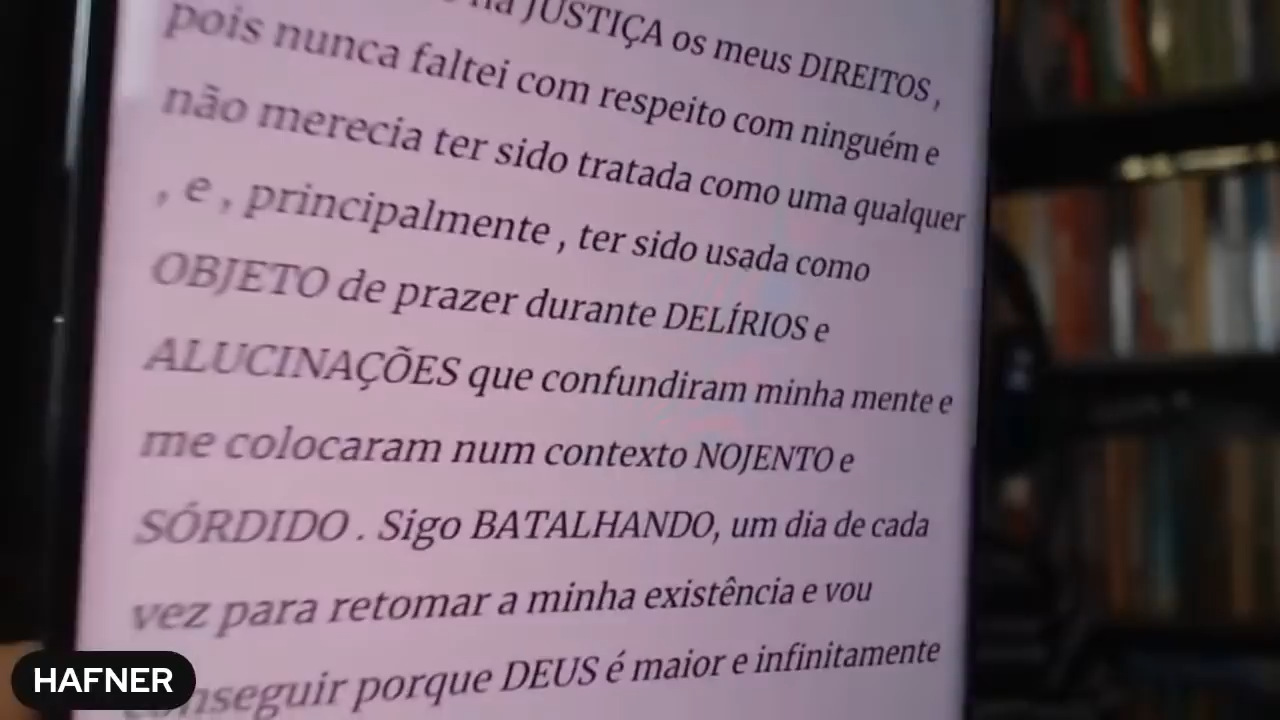 na JUSTIÇA os meus DIREITOS ,
pois nunca faltei com respeito com ninguém e
não merecia ter sido tratada como uma qualquer
, e , principalmente , ter sido usada como
OBJETO de prazer durante DELÍRIOS e
ALUCINAÇÕES que confundiram minha mente e
me colocaram num contexto NOJENTO e
SÓRDIDO . Sigo BATALHANDO, um dia de cada
vez para retomar a minha existência e vou
conseguir porque DEUS é maior e infinitamente
HAFNER